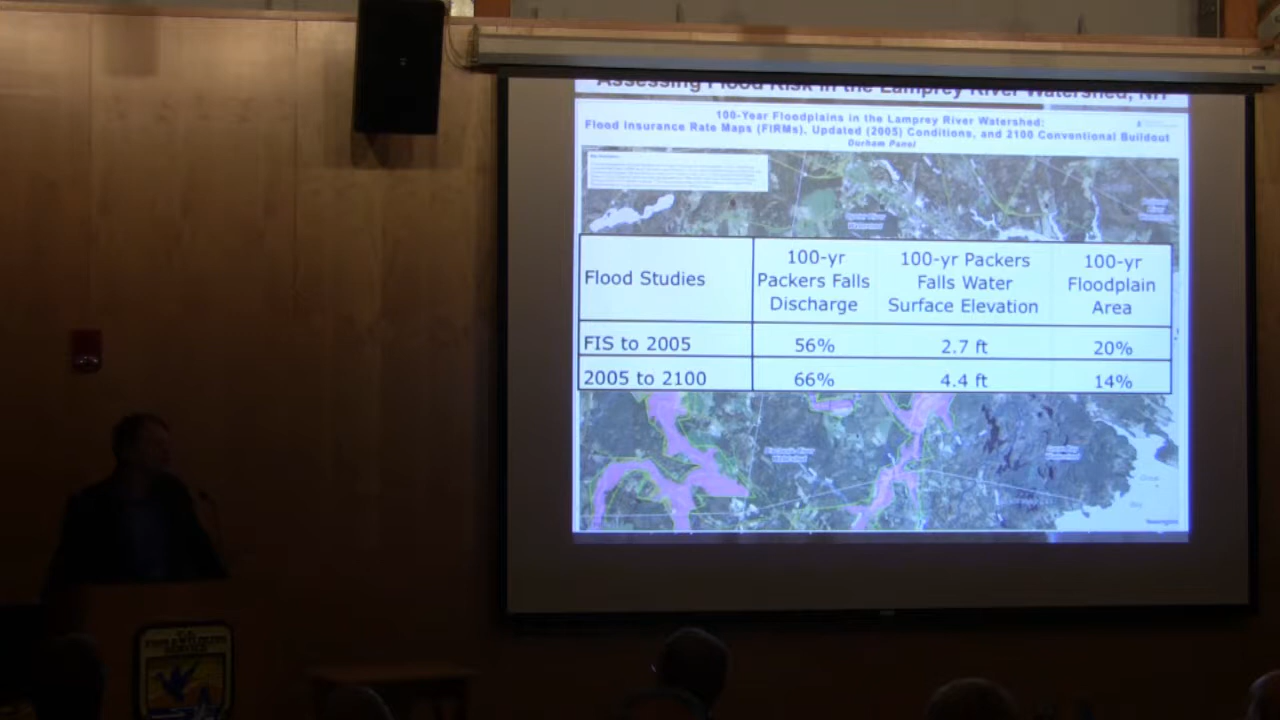 Assessing Flood Risk in the Lamprey River Watershed, NH
100-Year Floodplains in the Lamprey River Watershed:
Flood Insurance Rate Maps (FIRMs), Updated (2005) Conditions, and 2100 Conventional Buildout
Durham Panel
Flood Studies
100-yr
Packers Falls
Discharge
100-yr Packers
Falls Water
Surface Elevation
100-yr
Floodplain
Area
FIS to 2005
56%
2.7 ft
20%
2005 to 2100
66%
4.4 ft
14%